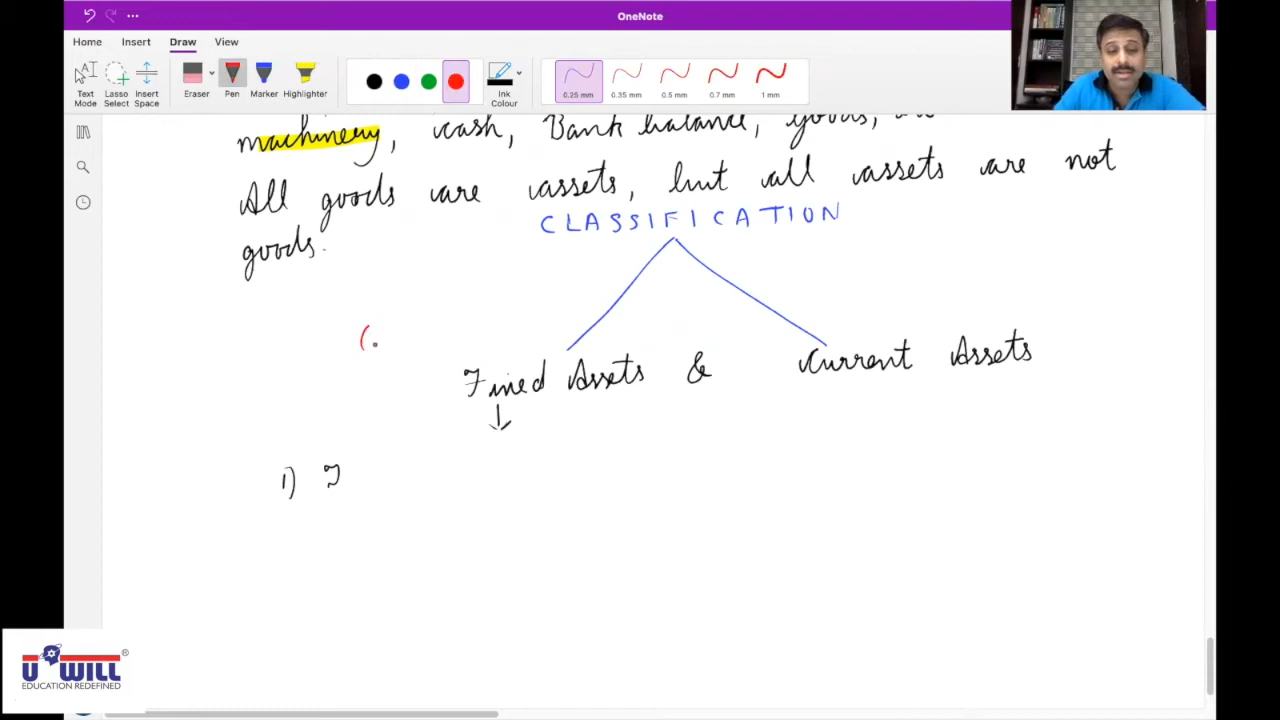 OneNote
Home Insert Draw View
Text Mode Lasso Select Insert Space Eraser Pen Marker Highlighter Ink Colour 0.25 mm 0.35 mm 0.5 mm 0.7 mm 1 mm
machinery, cash, Bank balance, goods,
All goods are assets, but all assets are not
CLASSIFICATION
goods.
(
Fixed Assets & Current Assets
↓
1) F
U WILL®
EDUCATION REDEFINED